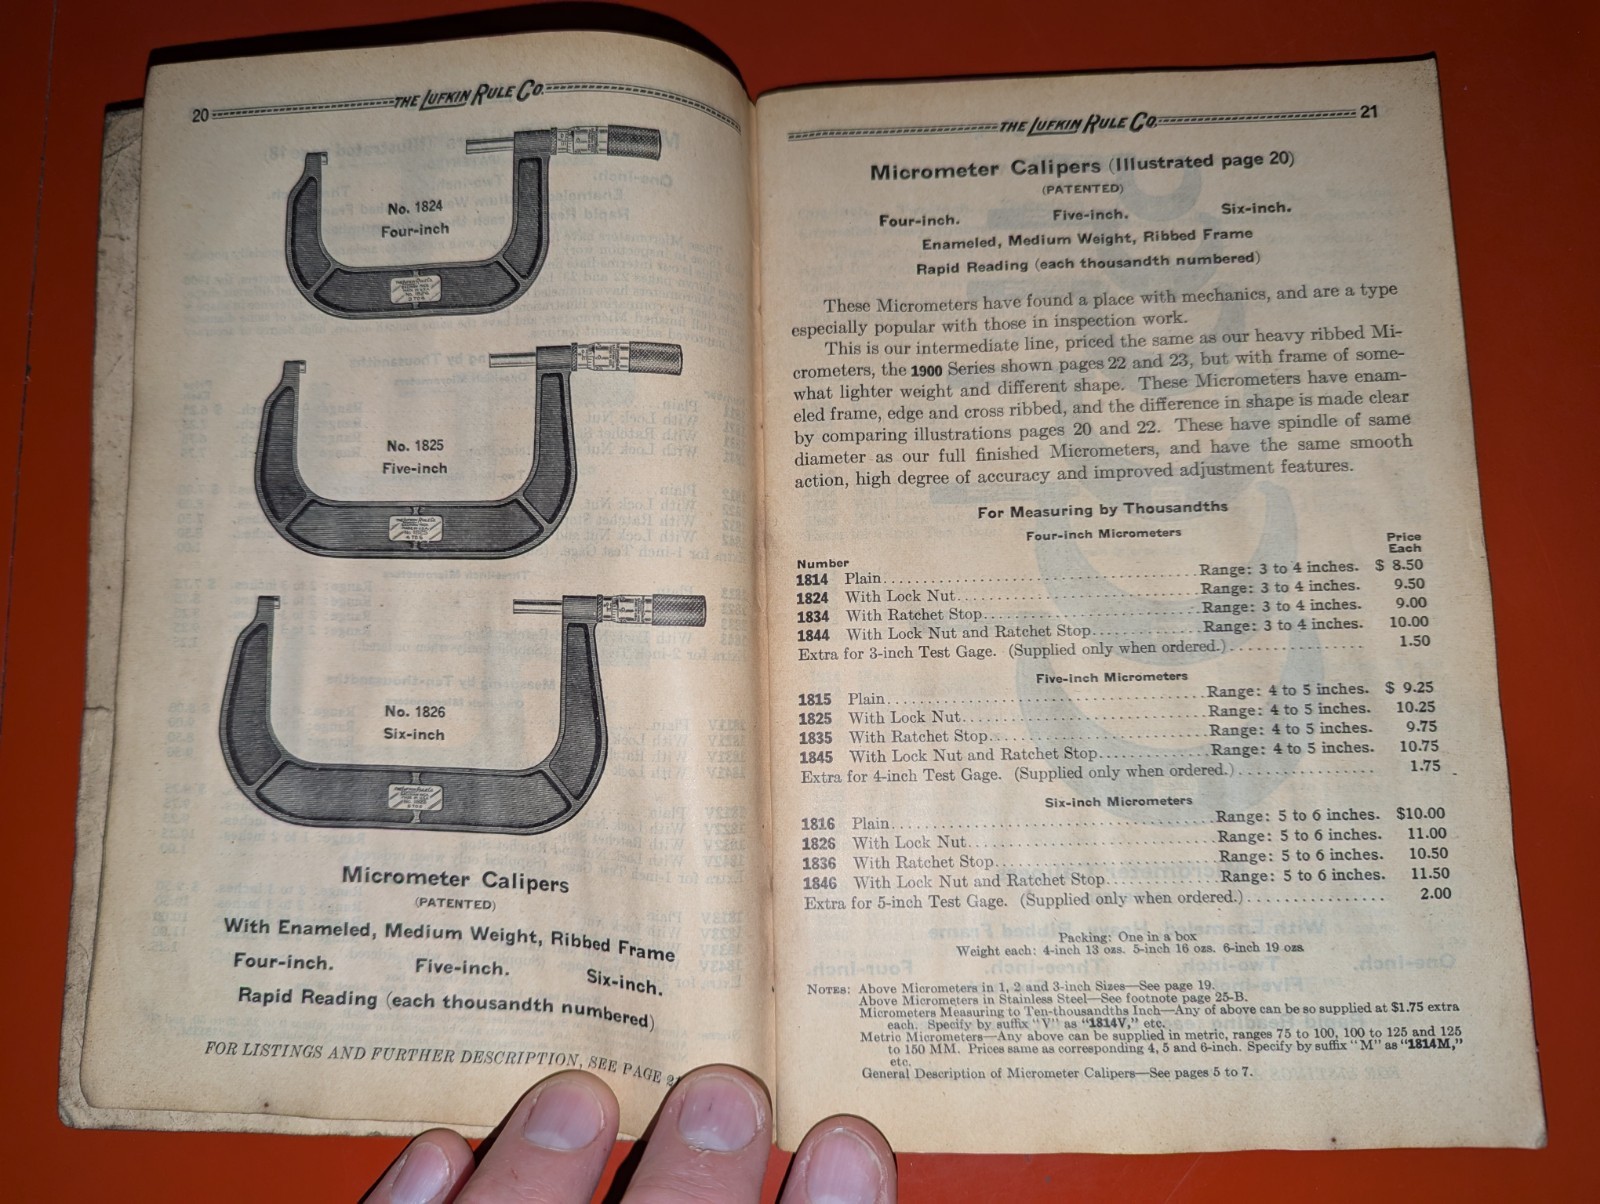 20
THE LUFKIN RULE CO.
No. 1824
Four-inch
No. 1825
Five-inch
No. 1826
Six-inch
Micrometer Calipers
(PATENTED)
With Enameled, Medium Weight, Ribbed Frame
Four-inch. Five-inch. Six-inch.
Rapid Reading (each thousandth numbered)
FOR LISTINGS AND FURTHER DESCRIPTION, SEE PAGE
THE LUFKIN RULE CO. 21
Micrometer Calipers (Illustrated page 20)
(PATENTED)
Four-inch. Five-inch. Six-inch.
Enameled, Medium Weight, Ribbed Frame
Rapid Reading (each thousandth numbered)
These Micrometers have found a place with mechanics, and are a type
especially popular with those in inspection work.
This is our intermediate line, priced the same as our heavy ribbed Mi-
crometers, the 1900 Series shown pages 22 and 23, but with frame of some-
what lighter weight and different shape. These Micrometers have enam-
eled frame, edge and cross ribbed, and the difference in shape is made clear
by comparing illustrations pages 20 and 22. These have spindle of same
diameter as our full finished Micrometers, and have the same smooth
action, high degree of accuracy and improved adjustment features.
For Measuring by Thousandths
Four-inch Micrometers
Number Price Each
1814 Plain........ Range: 3 to 4 inches. $ 8.50
1824 With Lock Nut........ Range: 3 to 4 inches. 9.50
1834 With Ratchet Stop........ Range: 3 to 4 inches. 9.00
1844 With Lock Nut and Ratchet Stop........ Range: 3 to 4 inches. 10.00
Extra for 3-inch Test Gage. (Supplied only when ordered.)........ 1.50
Five-inch Micrometers
1815 Plain........ Range: 4 to 5 inches. $ 9.25
1825 With Lock Nut........ Range: 4 to 5 inches. 10.25
1835 With Ratchet Stop........ Range: 4 to 5 inches. 9.75
1845 With Lock Nut and Ratchet Stop........ Range: 4 to 5 inches. 10.75
Extra for 4-inch Test Gage. (Supplied only when ordered.)........ 1.75
Six-inch Micrometers
1816 Plain........ Range: 5 to 6 inches. $10.00
1826 With Lock Nut........ Range: 5 to 6 inches. 11.00
1836 With Ratchet Stop........ Range: 5 to 6 inches. 10.50
1846 With Lock Nut and Ratchet Stop........ Range: 5 to 6 inches. 11.50
Extra for 5-inch Test Gage. (Supplied only when ordered.)........ 2.00
Packing: One in a box
Weight each: 4-inch 13 ozs. 5-inch 16 ozs. 6-inch 19 ozs
NOTES: Above Micrometers in 1, 2 and 3-inch Sizes—See page 19.
Above Micrometers in Stainless Steel—See footnote page 25-B.
Micrometers Measuring to Ten-thousandths Inch—Any of above can be so supplied at $1.75 extra
each. Specify by suffix "V" as "1814V," etc.
Metric Micrometers—Any above can be supplied in metric, ranges 75 to 100, 100 to 125 and 125
to 150 MM. Prices same as corresponding 4, 5 and 6-inch. Specify by suffix "M" as "1814M,"
etc.
General Description of Micrometer Calipers—See pages 5 to 7.